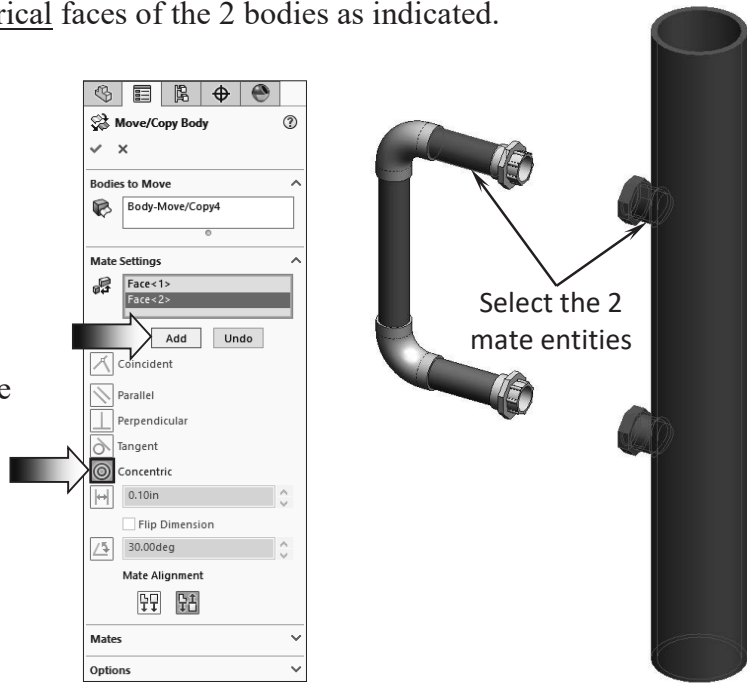 rical faces of the 2 bodies as indicated.
Move/Copy Body
Bodies to Move
Body-Move/Copy4
Mate Settings
Face<1>
Face<2>
Add Undo
Coincident
e
Parallel
Perpendicular
Tangent
Concentric
0.10in
Flip Dimension
30.00deg
Mate Alignment
Mates
Options
Select the 2
mate entities